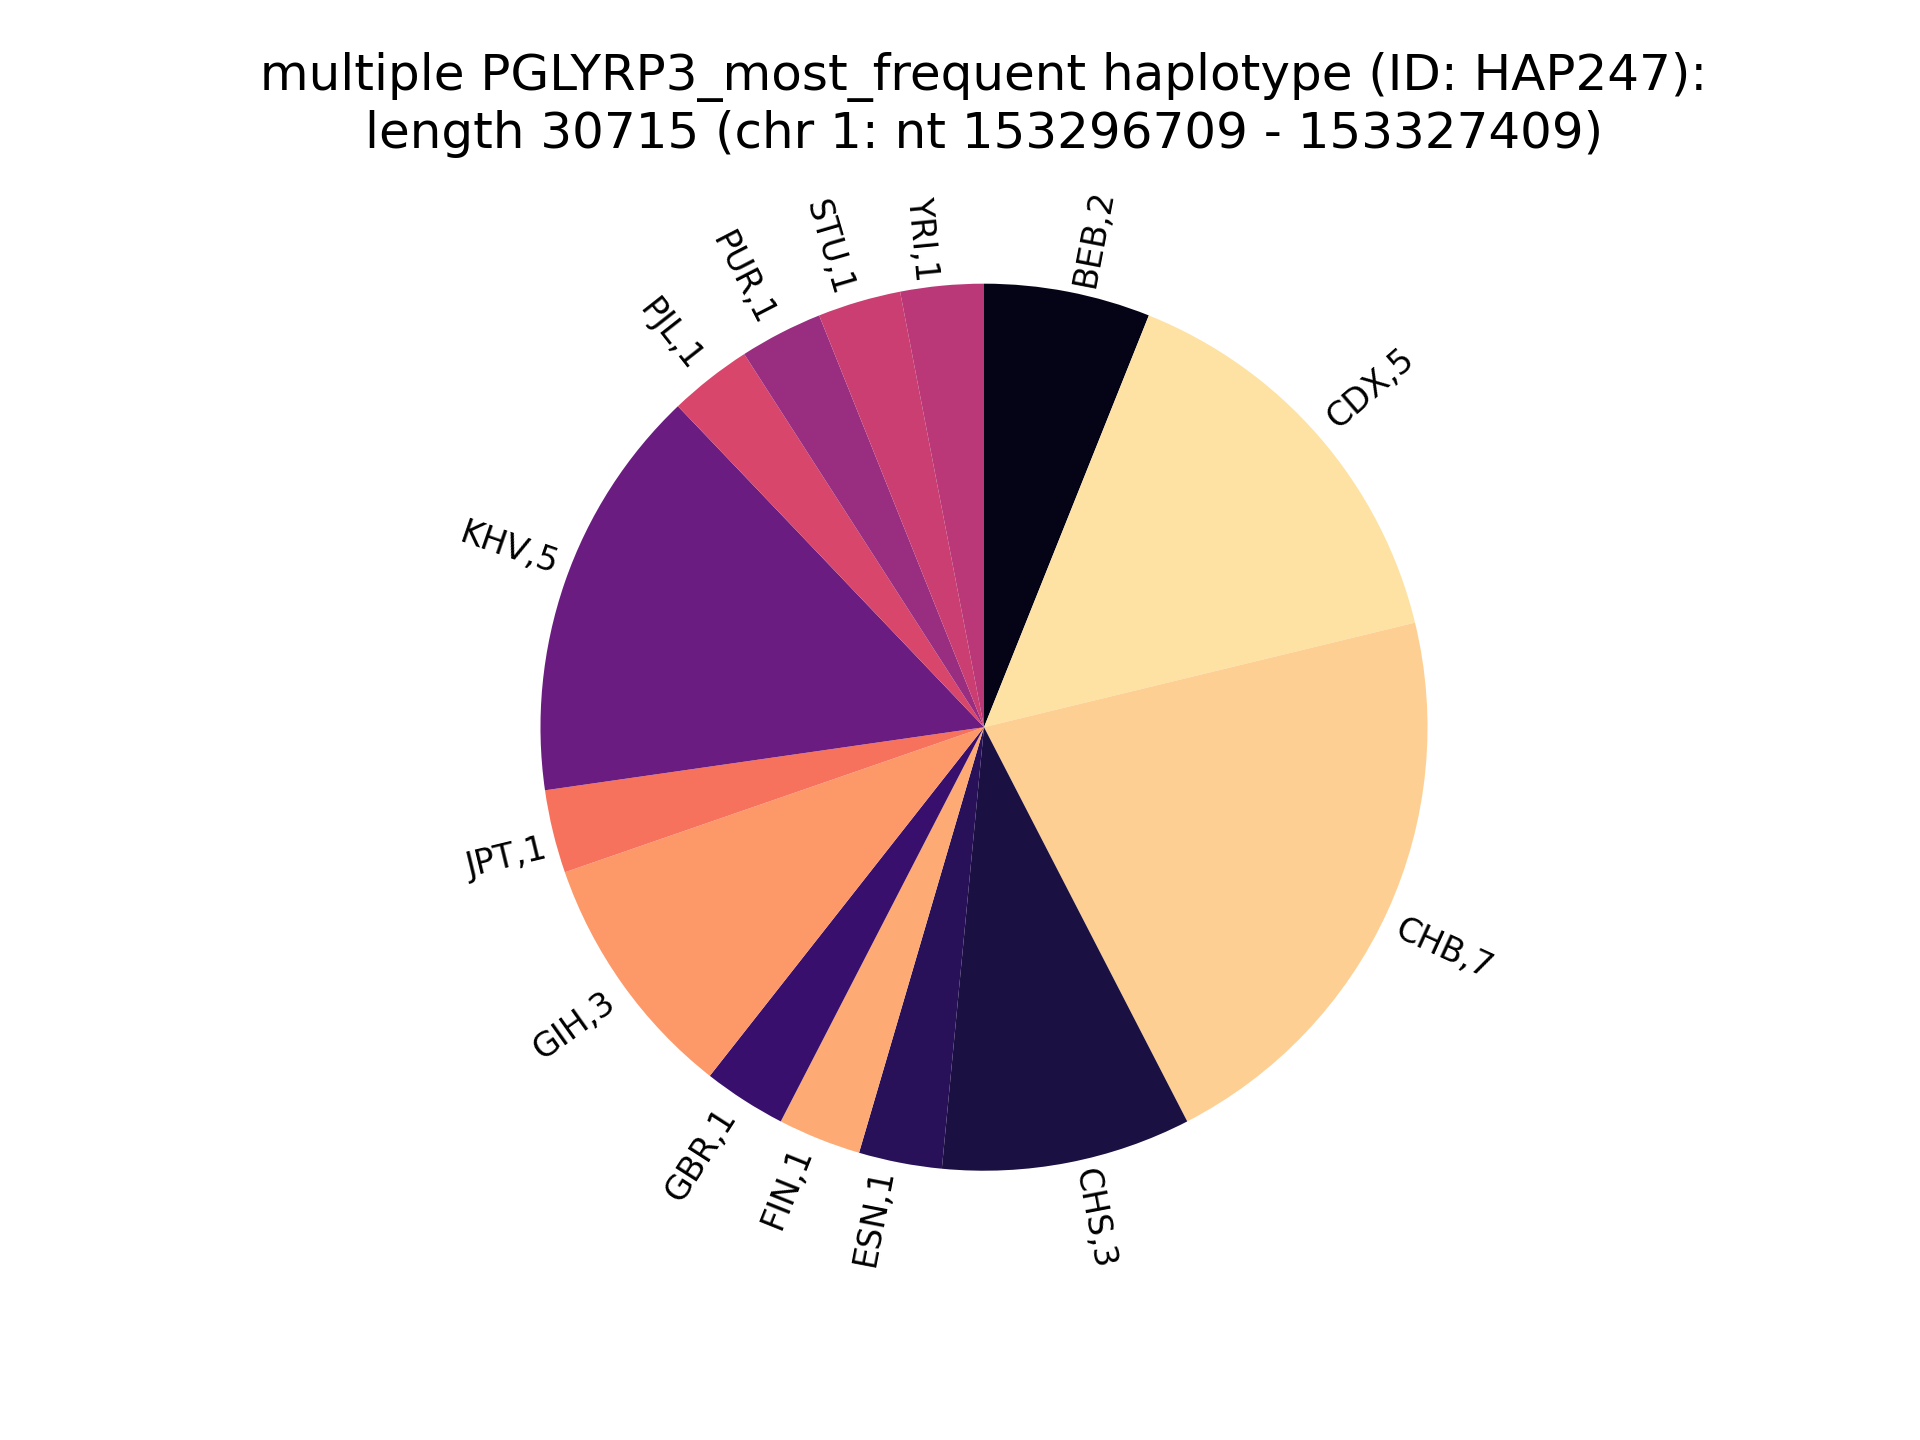 multiple PGLYRP3_most_frequent haplotype (ID: HAP247):
length 30715 (chr 1: nt 153296709 - 153327409)
BEB,2
CDX,5
CHB,7
CHS,3
ESN,1
FIN,1
GBR,1
GIH,3
JPT,1
KHV,5
PJL,1
PUR,1
STU,1
YRI,1